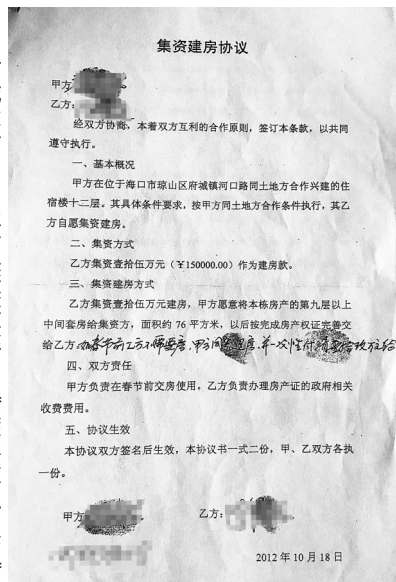 集资建房协议
甲方
乙方:
经双方协商，本着双方互利的合作原则，签订本条款，以共同
遵守执行。
一、基本概况
甲方在位于海口市琼山区府城镇河口路同土地方合作兴建的住
宿楼十二层。其具体条件要求，按甲方同土地方合作条件执行，其乙
方自愿集资建房。
二、集资方式
乙方集资壹拾伍万元（￥150000.00）作为建房款。
三、集资建房方式
乙方集资壹拾伍万元建房，甲方愿意将本栋房产的第九层以上
中间套房给集资方，面积约 76 平方米，以后按完成房产权证完善交
给乙方。
四、双方责任
甲方负责在春节前交房使用，乙方负责办理房产证的政府相关
收费费用。
五、协议生效
本协议双方签名后生效，本协议书一式二份，甲、乙双方各执
一份。
甲方
乙方:
2012 年 10 月 18 日